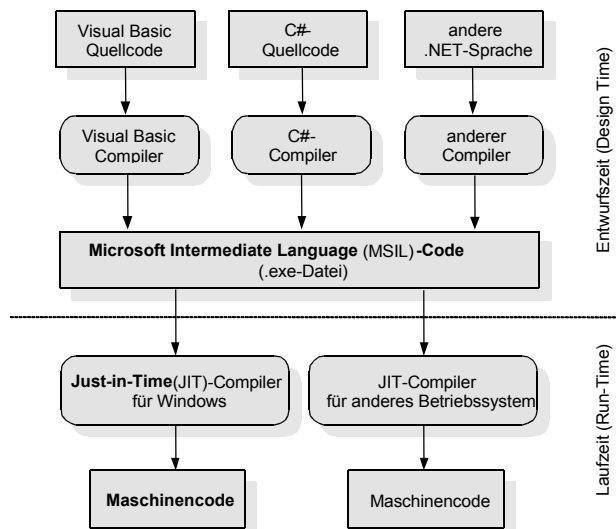 Visual Basic
Quellcode
C#-
Quellcode
andere
.NET-Sprache
Visual Basic
Compiler
C#-
Compiler
anderer
Compiler
Microsoft Intermediate Language (MSIL)-Code
(.exe-Datei)
Entwurfszeit (Design Time)
Just-in-Time(JIT)-Compiler
für Windows
JIT-Compiler
für anderes Betriebssystem
Maschinencode
Maschinencode
Laufzeit (Run-Time)